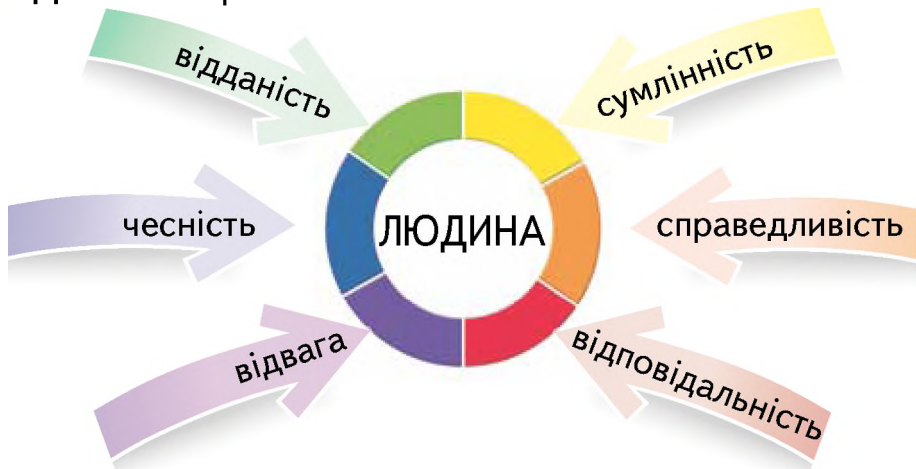 відданість
сумлінність
чесність
ЛЮДИНА
справедливість
відвага
відповідальність